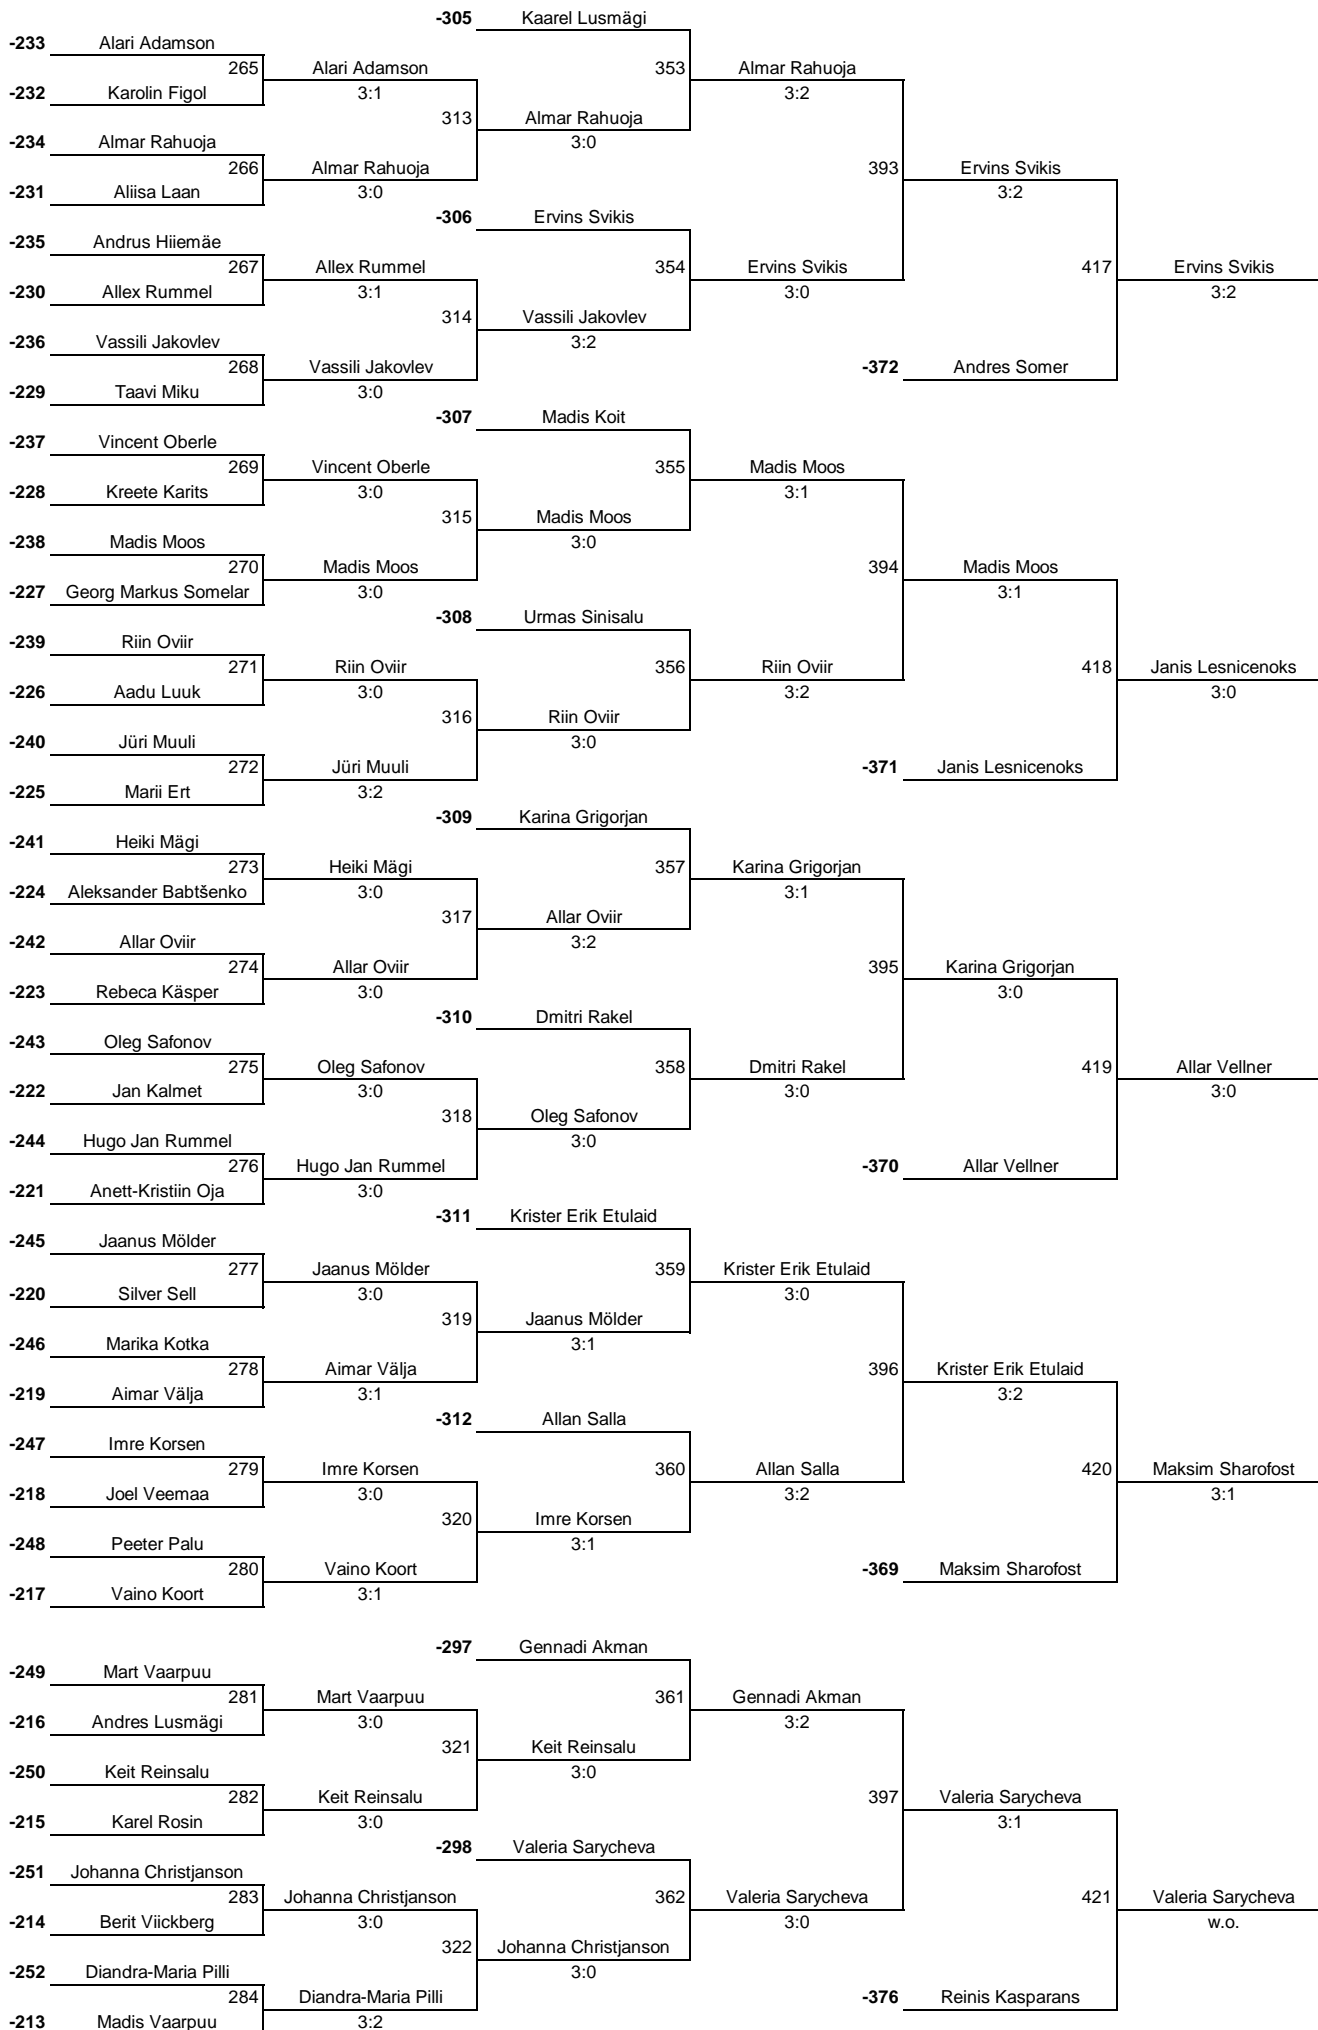 -305 Kaarel Lusmägi
-233 Alari Adamson
265 Alari Adamson 353 Almar Rahuoja
-232 Karolin Figol 3:1 3:2
313 Almar Rahuoja
-234 Almar Rahuoja 3:0
266 Almar Rahuoja 393 Ervins Svikis
-231 Aliisa Laan 3:0 3:2
-306 Ervins Svikis
-235 Andrus Hiiemäe
267 Allex Rummel 354 Ervins Svikis 417 Ervins Svikis
-230 Allex Rummel 3:1 3:0 3:2
314 Vassili Jakovlev
-236 Vassili Jakovlev 3:2
268 Vassili Jakovlev -372 Andres Somer
-229 Taavi Miku 3:0
-307 Madis Koit
-237 Vincent Oberle
269 Vincent Oberle 355 Madis Moos
-228 Kreete Karits 3:0 3:1
315 Madis Moos
-238 Madis Moos 3:0
270 Madis Moos 394 Madis Moos
-227 Georg Markus Somelar 3:0 3:1
-308 Urmas Sinisalu
-239 Riin Oviir
271 Riin Oviir 356 Riin Oviir 418 Janis Lesnicenoks
-226 Aadu Luuk 3:0 3:2 3:0
316 Riin Oviir
-240 Jüri Muuli 3:0
272 Jüri Muuli -371 Janis Lesnicenoks
-225 Marii Ert 3:2
-309 Karina Grigorjan
-241 Heiki Mägi
273 Heiki Mägi 357 Karina Grigorjan
-224 Aleksander Babtšenko 3:0 3:1
317 Allar Oviir
-242 Allar Oviir 3:2
274 Allar Oviir 395 Karina Grigorjan
-223 Rebeca Käsper 3:0 3:0
-310 Dmitri Rakel
-243 Oleg Safonov
275 Oleg Safonov 358 Dmitri Rakel 419 Allar Vellner
-222 Jan Kalmet 3:0 3:0 3:0
318 Oleg Safonov
-244 Hugo Jan Rummel 3:0
276 Hugo Jan Rummel -370 Allar Vellner
-221 Anett-Kristiin Oja 3:0
-311 Krister Erik Etulaid
-245 Jaanus Mölder
277 Jaanus Mölder 359 Krister Erik Etulaid
-220 Silver Sell 3:0 3:0
319 Jaanus Mölder
-246 Marika Kotka 3:1
278 Aimar Välja 396 Krister Erik Etulaid
-219 Aimar Välja 3:1 3:2
-312 Allan Salla
-247 Imre Korsen
279 Imre Korsen 360 Allan Salla 420 Maksim Sharofost
-218 Joel Veemaa 3:0 3:2 3:1
320 Imre Korsen
-248 Peeter Palu 3:1
280 Vaino Koort -369 Maksim Sharofost
-217 Vaino Koort 3:1
-297 Gennadi Akman
-249 Mart Vaarpuu
281 Mart Vaarpuu 361 Gennadi Akman
-216 Andres Lusmägi 3:0 3:2
321 Keit Reinsalu
-250 Keit Reinsalu 3:0
282 Keit Reinsalu 397 Valeria Sarycheva
-215 Karel Rosin 3:0 3:1
-298 Valeria Sarycheva
-251 Johanna Christjanson
283 Johanna Christjanson 362 Valeria Sarycheva 421 Valeria Sarycheva
-214 Berit Viickberg 3:0 3:0 w.o.
322 Johanna Christjanson
-252 Diandra-Maria Pilli 3:0
284 Diandra-Maria Pilli -376 Reinis Kasparans
-213 Madis Vaarpuu 3:2